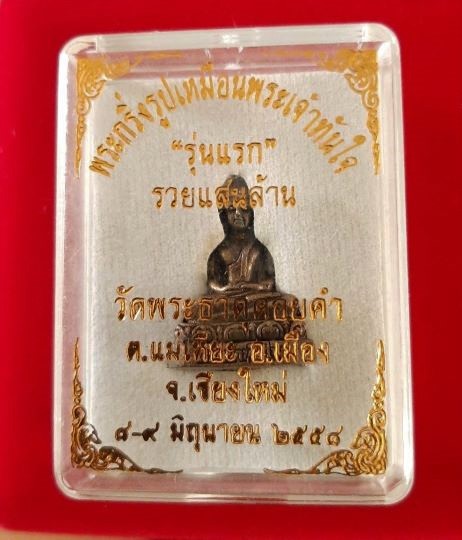 พระกริ่งรูปเหมือนพระเจ้าทันใจ
"รุ่นแรก"
รวยแสนล้าน
วัดพระธาตุดอยคำ
ต.แม่เหียะ อ.เมือง
จ.เชียงใหม่
๘-๙ มิถุนายน ๒๕๕๘